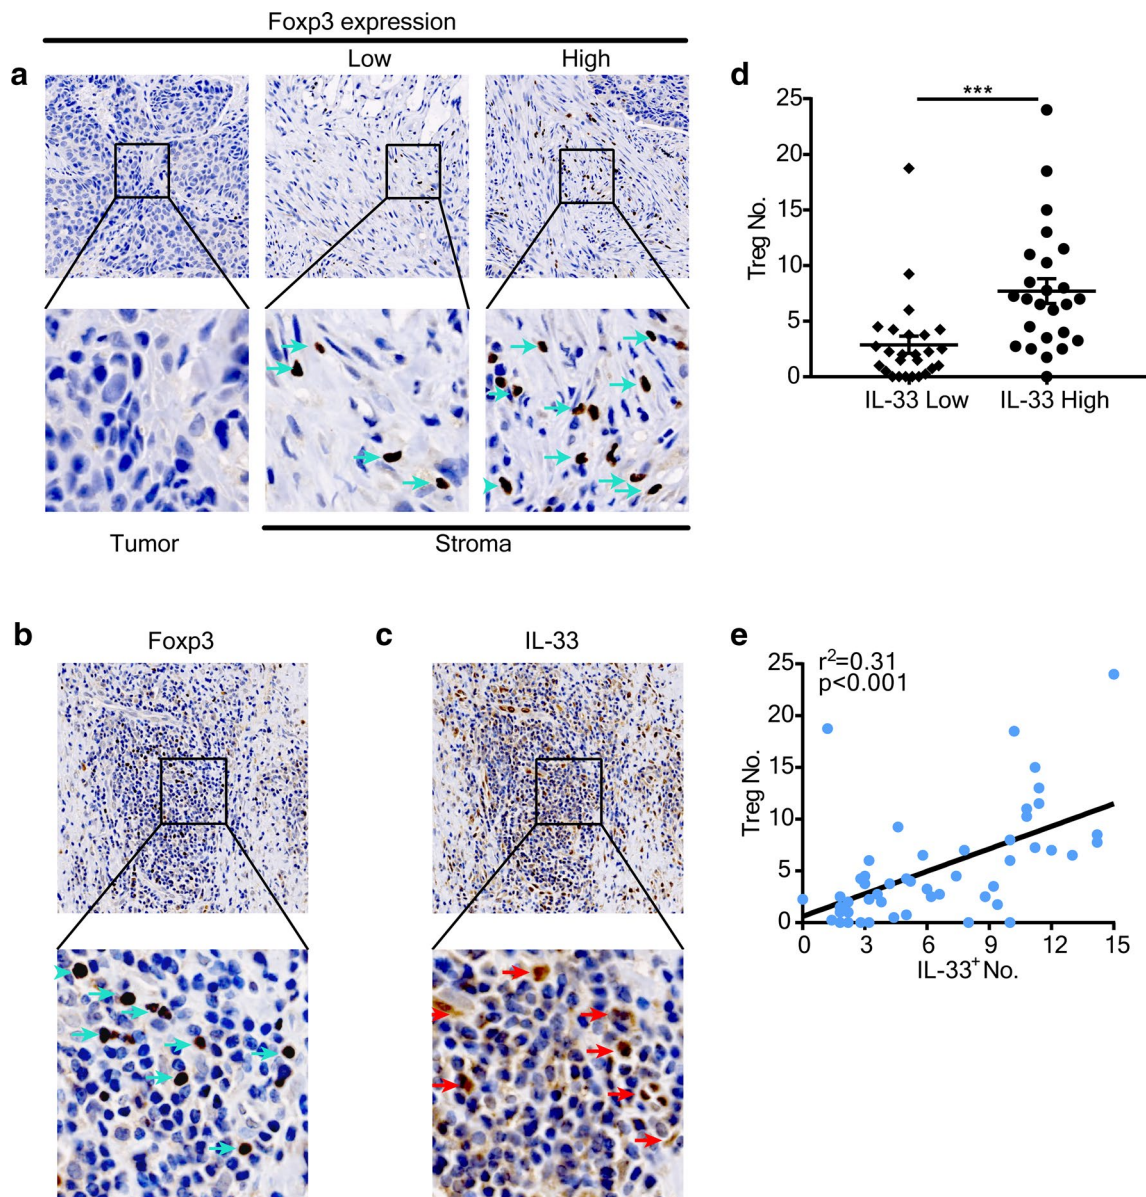 Foxp3 expression
Low
High
a
Tumor
Stroma
d
***
Treg No.
25
20
15
10
5
0
IL-33 Low
IL-33 High
b
Foxp3
c
IL-33
e
r²=0.31
p<0.001
Treg No.
25
20
15
10
5
0
0 3 6 9 12 15
IL-33⁺ No.